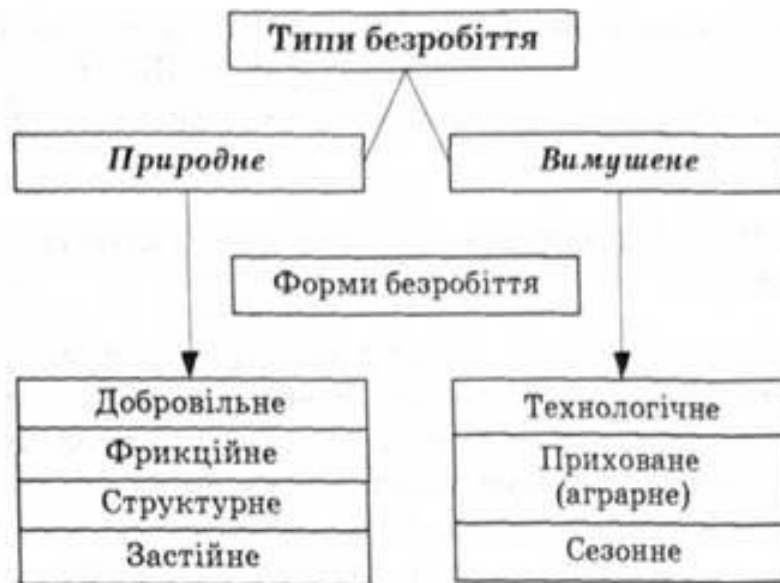 Типи безробіття
Природне
Вимушене
Форми безробіття
Добровільне
Фрикційне
Структурне
Застійне
Технологічне
Приховане
(аграрне)
Сезонне